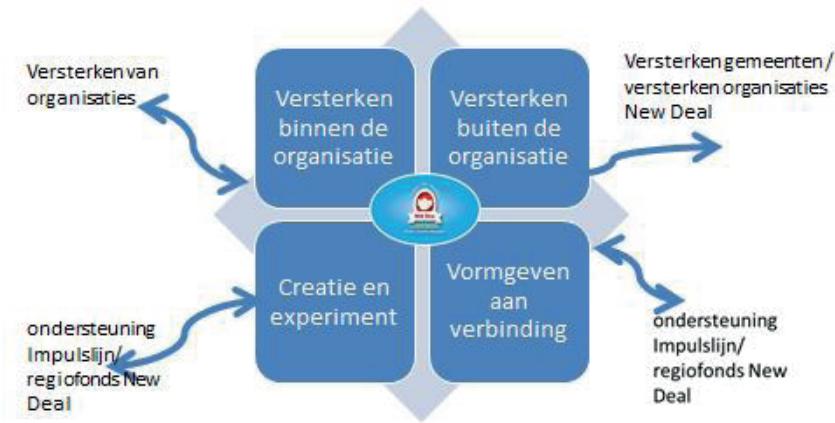 Versterken van
organisaties
Versterken
binnen de
organisatie
Versterken
buiten de
organisatie
Versterken gemeenten/
versterken organisaties
New Deal
Creatie en
experiment
Vormgeven
aan
verbinding
ondersteuning
Impulslijn/
regiofonds New
Deal
ondersteuning
Impulslijn/
regiofonds New
Deal